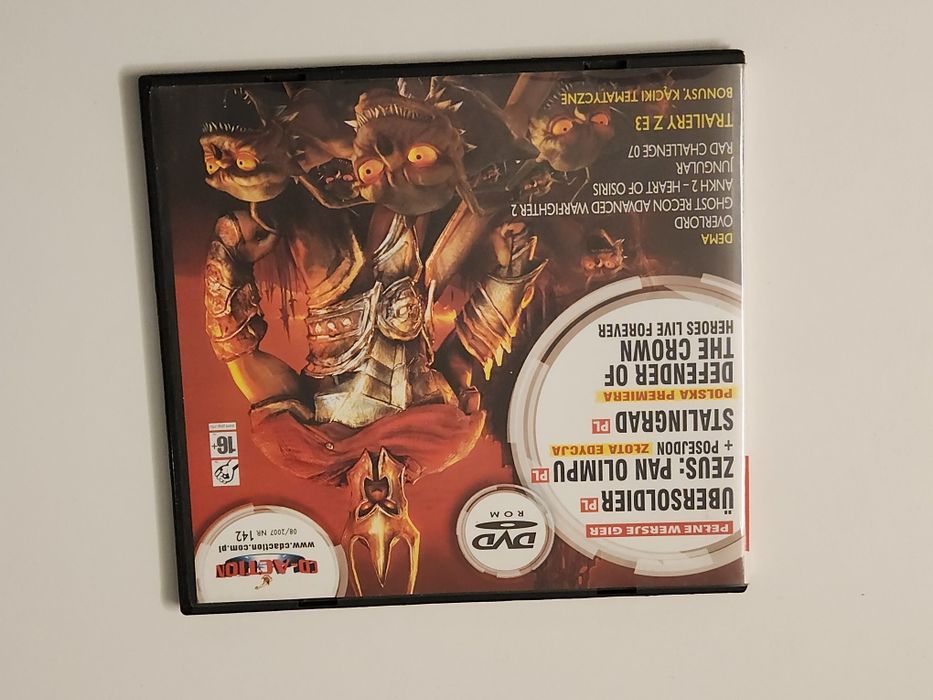 CD-ACTION
www.cdaction.com.pl
08/2007 NR 142
DVD
ROM
PEŁNE WERSJE GIER
ÜBERSOLDIER PL
ZEUS: PAN OLIMPU PL
+ POSEJDON ZŁOTA EDYCJA
STALINGRAD PL
POLSKA PREMIERA
DEFENDER OF
THE CROWN
HEROES LIVE FOREVER
16+
DEMA
OVERLORD
GHOST RECON ADVANCED WARFIGHTER 2
ANKH 2 - HEART OF OSIRIS
JUNGULAR
RAD CHALLENGE 07
TRAILERY Z E3
BONUSY, KĄCIKI TEMATYCZNE